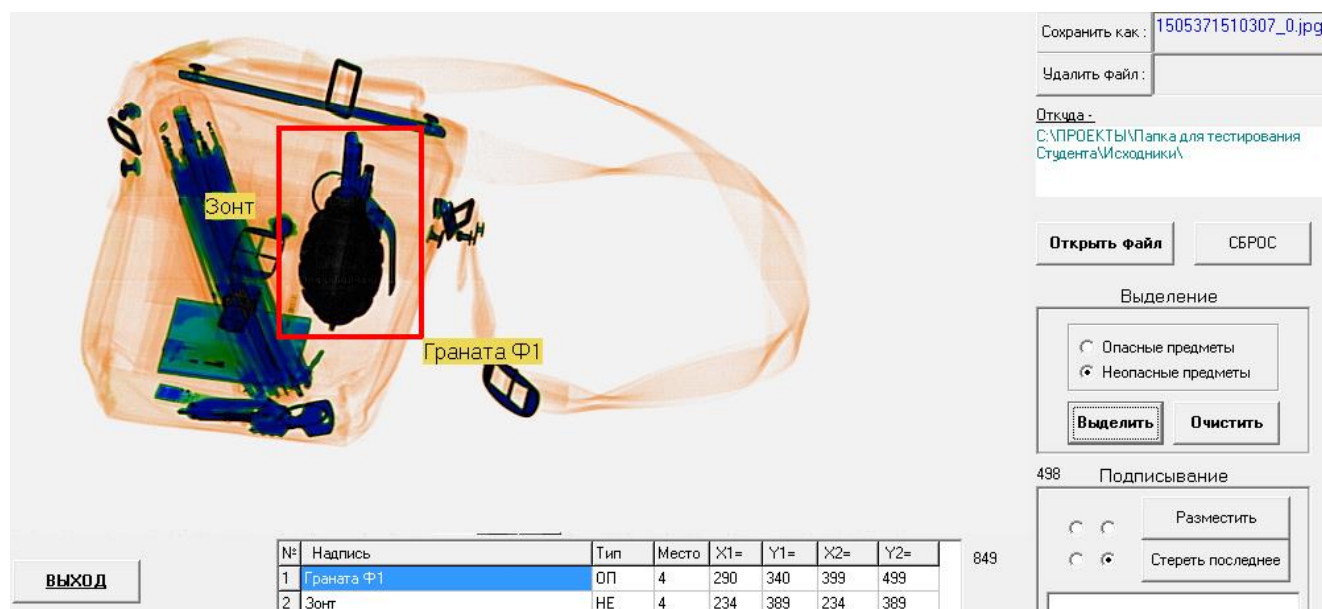 Сохранить как :
1505371510307_0.jpg
Удалить файл :
Откуда -
C:\ПРОЕКТЫ\Папка для тестирования
Студента\Исходники\
Зонт
Граната Ф1
Открыть файл
СБРОС
Выделение
Опасные предметы
Неопасные предметы
Выделить
Очистить
498
Подписывание
Разместить
Стереть последнее
ВЫХОД
№ Надпись Тип Место X1= Y1= X2= Y2=
1 Граната Ф1 ОП 4 290 340 399 499
2 Зонт НЕ 4 234 389 234 389
849